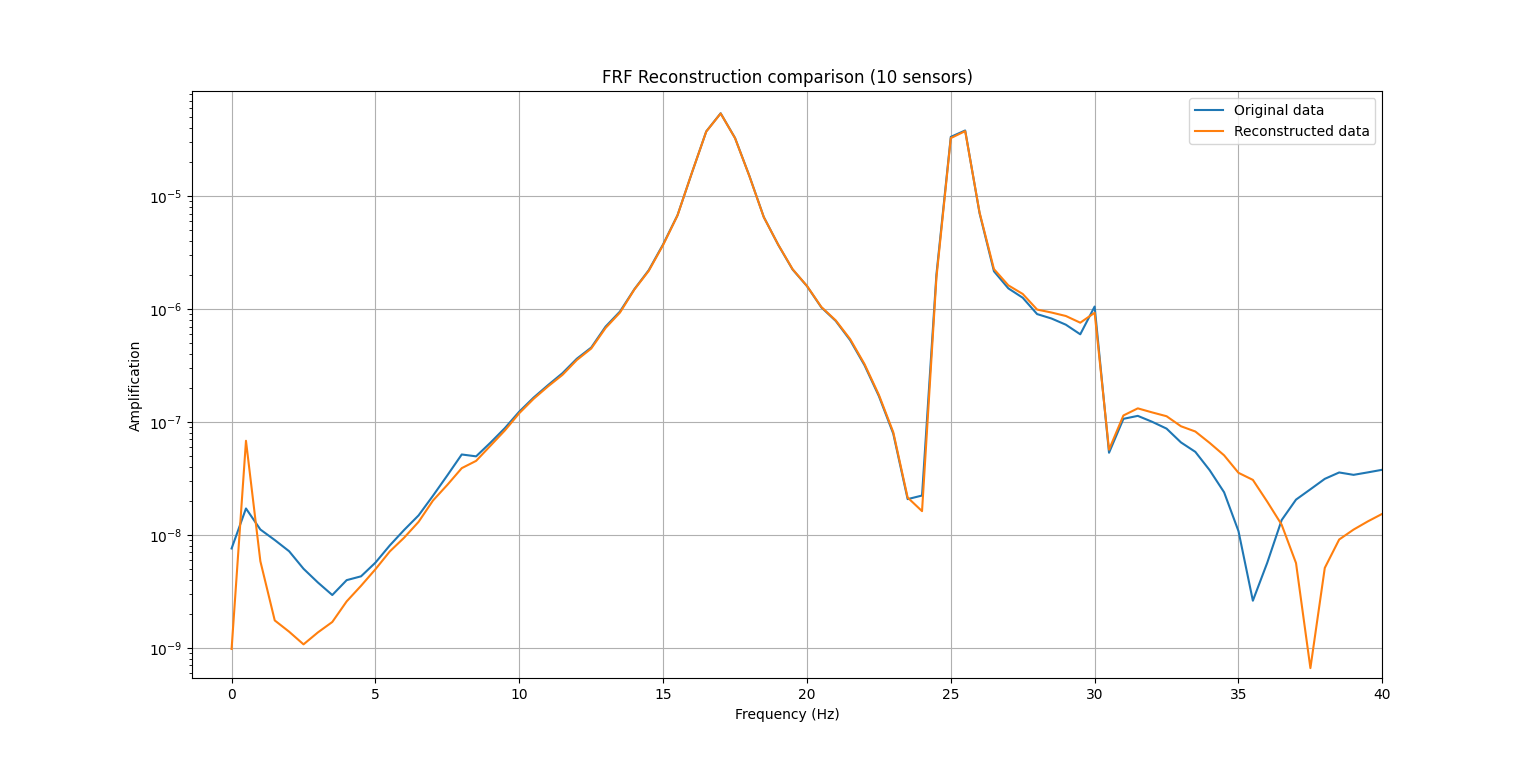 FRF Reconstruction comparison (10 sensors)
Original data
Reconstructed data
Amplification
10⁻⁵
10⁻⁶
10⁻⁷
10⁻⁸
10⁻⁹
0 5 10 15 20 25 30 35 40
Frequency (Hz)